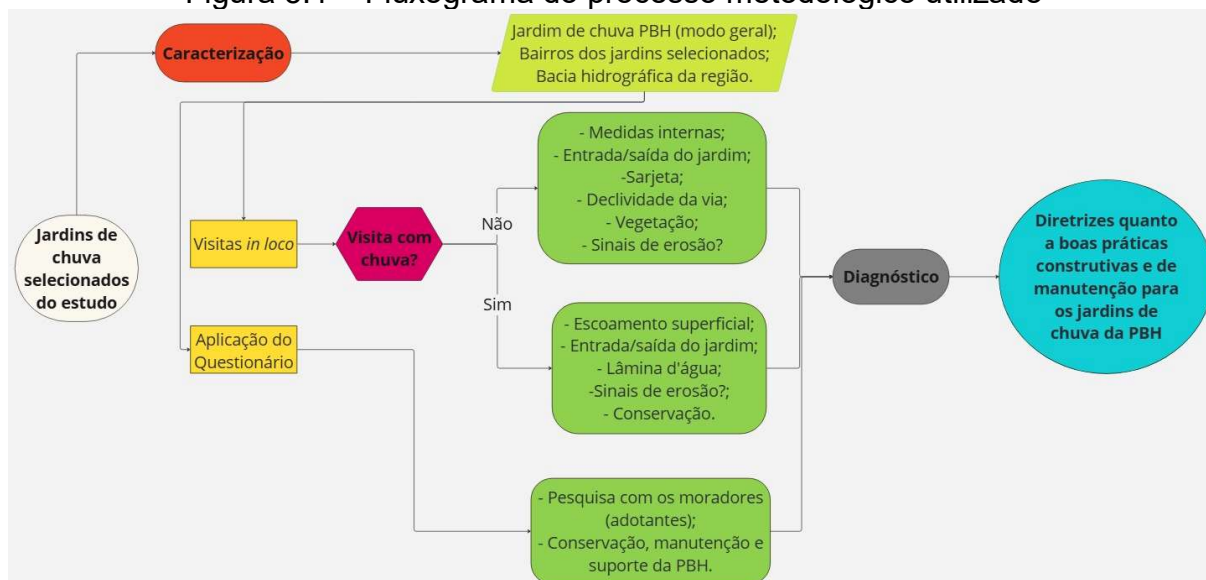 Figura 5.1 – Fluxograma do processo metodológico utilizado
Caracterização
Jardim de chuva PBH (modo geral);
Bairros dos jardins selecionados;
Bacia hidrográfica da região.
Jardins de
chuva
selecionados
do estudo
Visitas in loco
Visita com
chuva?
Não
Sim
- Medidas internas;
- Entrada/saída do jardim;
-Sarjeta;
- Declividade da via;
- Vegetação;
- Sinais de erosão?
- Escoamento superficial;
- Entrada/saída do jardim;
- Lâmina d'água;
-Sinais de erosão?;
- Conservação.
Aplicação do
Questionário
- Pesquisa com os moradores
(adotantes);
- Conservação, manutenção e
suporte da PBH.
Diagnóstico
Diretrizes quanto
a boas práticas
construtivas e de
manutenção para
os jardins de
chuva da PBH